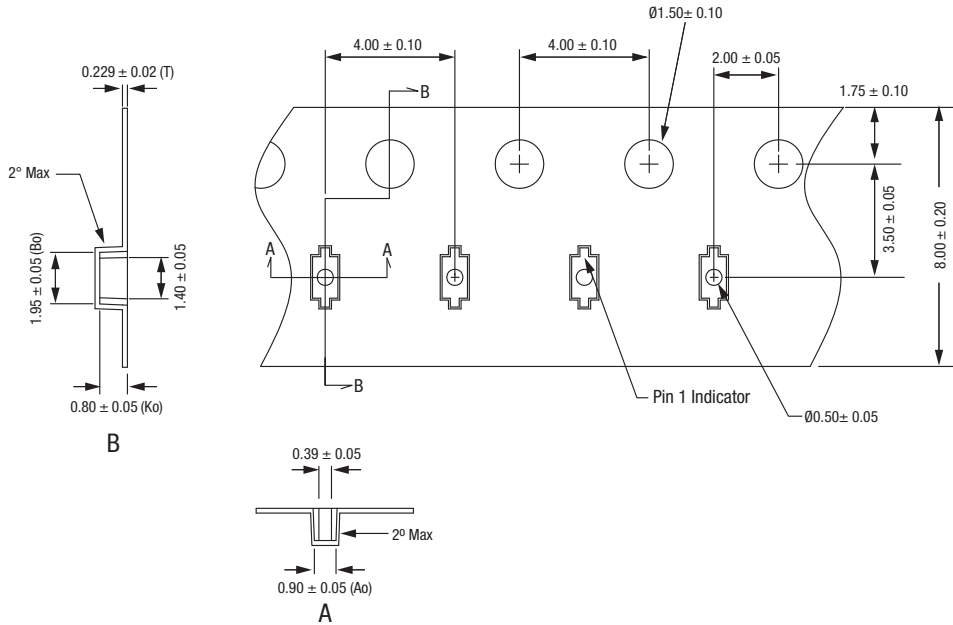 Ø1.50± 0.10
4.00 ± 0.10
4.00 ± 0.10
2.00 ± 0.05
0.229 ± 0.02 (T)
1.75 ± 0.10
B
2° Max
A
A
1.95 ± 0.05 (Bo)
1.40 ± 0.05
3.50 ± 0.05
8.00 ± 0.20
B
Pin 1 Indicator
0.80 ± 0.05 (Ko)
Ø0.50± 0.05
B
0.39 ± 0.05
2º Max
0.90 ± 0.05 (Ao)
A